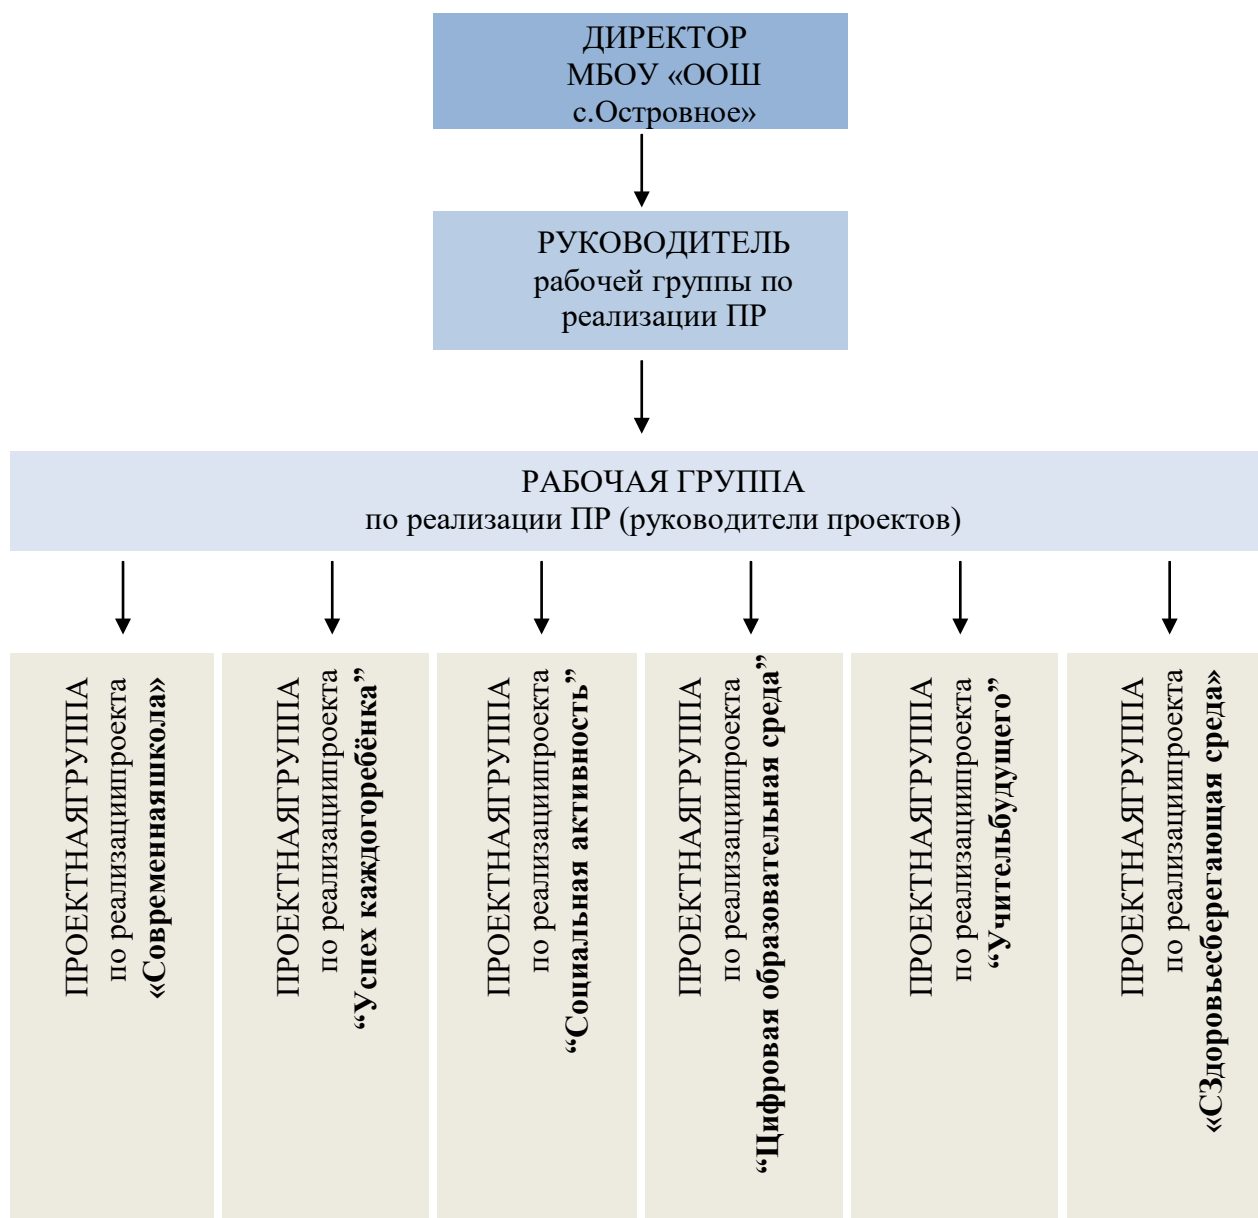 ДИРЕКТОР
МБОУ «ООШ
с.Островное»
РУКОВОДИТЕЛЬ
рабочей группы по
реализации ПР
РАБОЧАЯ ГРУППА
по реализации ПР (руководители проектов)
ПРОЕКТНАЯГРУППА
по реализациипроекта
«Современнаяшкола»
ПРОЕКТНАЯГРУППА
по реализациипроекта
“Успех каждогоребёнка”
ПРОЕКТНАЯГРУППА
по реализациипроекта
“Социальная активность”
ПРОЕКТНАЯГРУППА
по реализациипроекта
“Цифровая образовательная среда”
ПРОЕКТНАЯГРУППА
по реализациипроекта
“Учительбудущего”
ПРОЕКТНАЯГРУППА
по реализациипроекта
«СЗдоровьесберегающая среда»